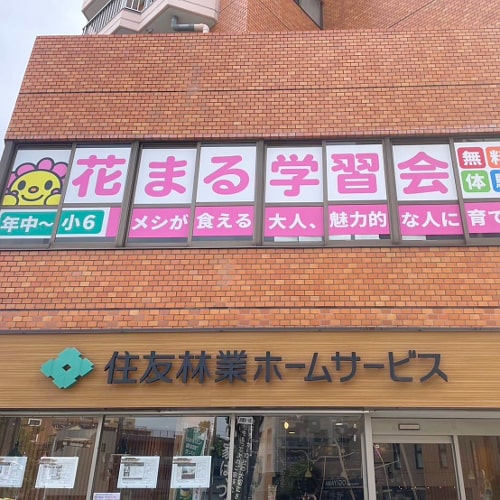 花まる学習会
無料
体
年中～小6
メシが食える大人、魅力的な人に育て
住友林業ホームサービス